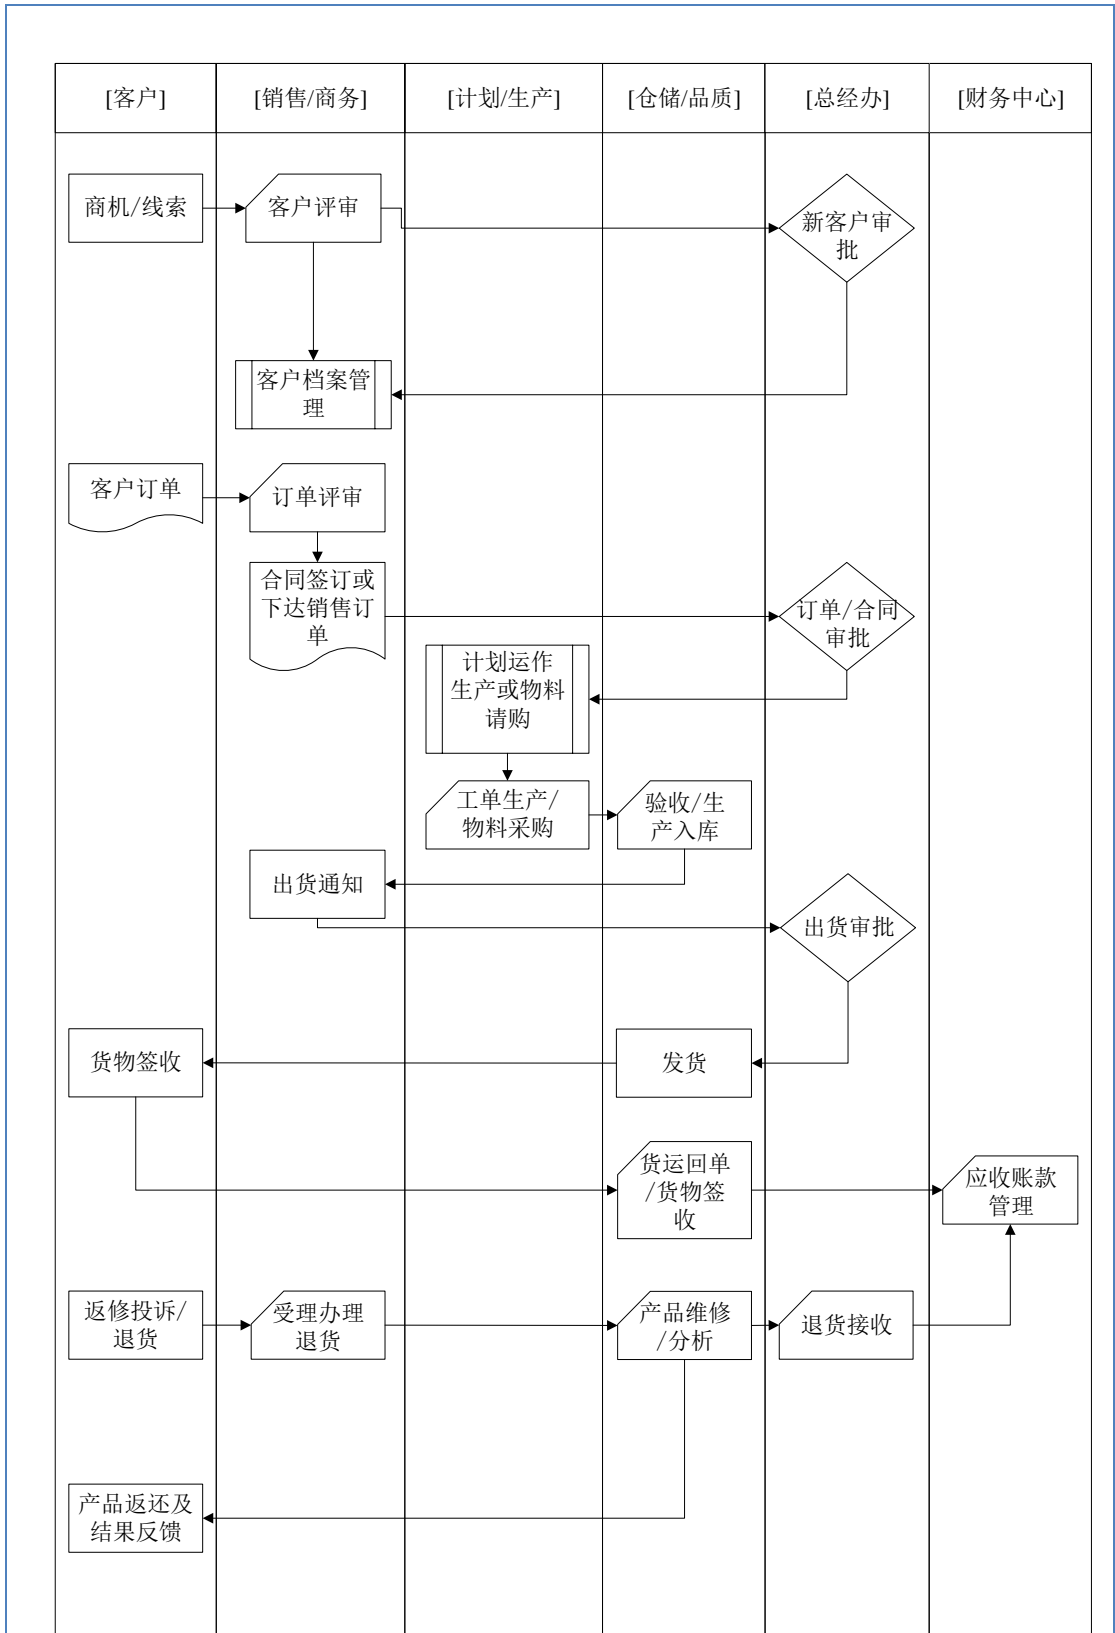 [客户]
[销售/商务]
[计划/生产]
[仓储/品质]
[总经办]
[财务中心]
商机/线索
客户评审
新客户审
批
客户档案管
理
客户订单
订单评审
合同签订或
下达销售订
单
订单/合同
审批
计划运作
生产或物料
请购
工单生产/
物料采购
验收/生
产入库
出货通知
出货审批
货物签收
发货
货运回单
/货物签
收
应收账款
管理
返修投诉/
退货
受理办理
退货
产品维修
/分析
退货接收
产品返还及
结果反馈